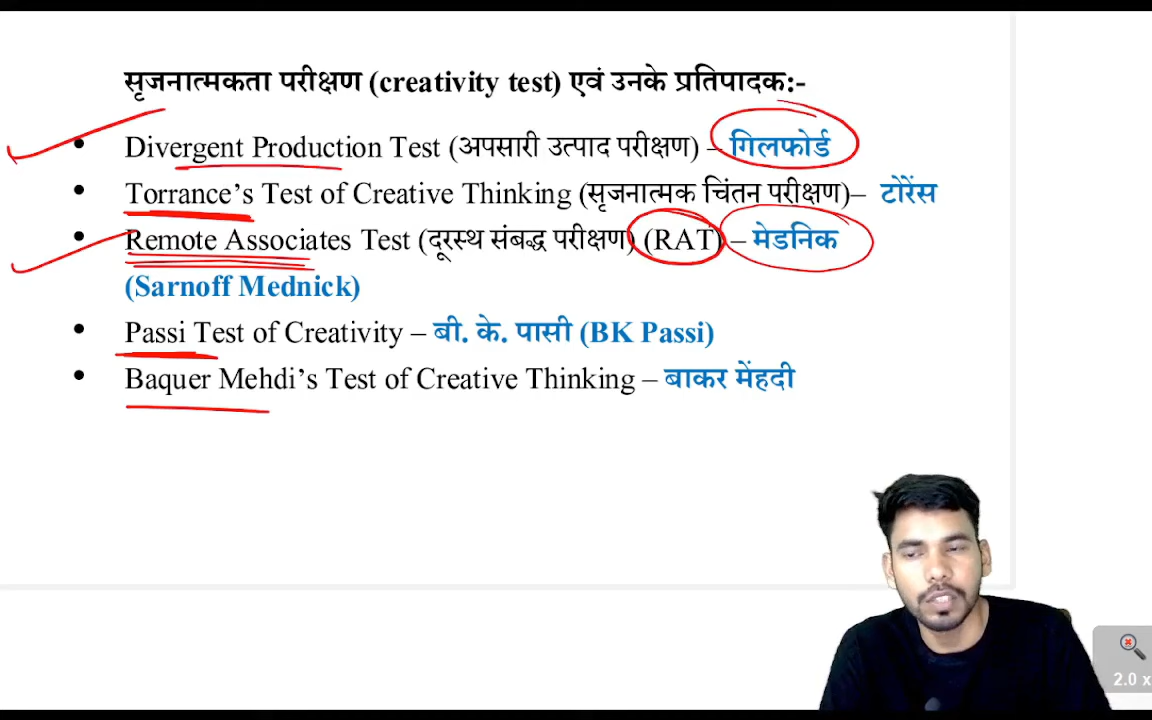 सृजनात्मकता परीक्षण (creativity test) एवं उनके प्रतिपादक:-
• Divergent Production Test (अपसारी उत्पाद परीक्षण) – गिलफोर्ड
• Torrance’s Test of Creative Thinking (सृजनात्मक चिंतन परीक्षण)– टोरेंस
• Remote Associates Test (दूरस्थ संबद्ध परीक्षण) (RAT) – मेडनिक
(Sarnoff Mednick)
• Passi Test of Creativity – बी. के. पासी (BK Passi)
• Baquer Mehdi’s Test of Creative Thinking – बाकर मेंहदी
2.0 x